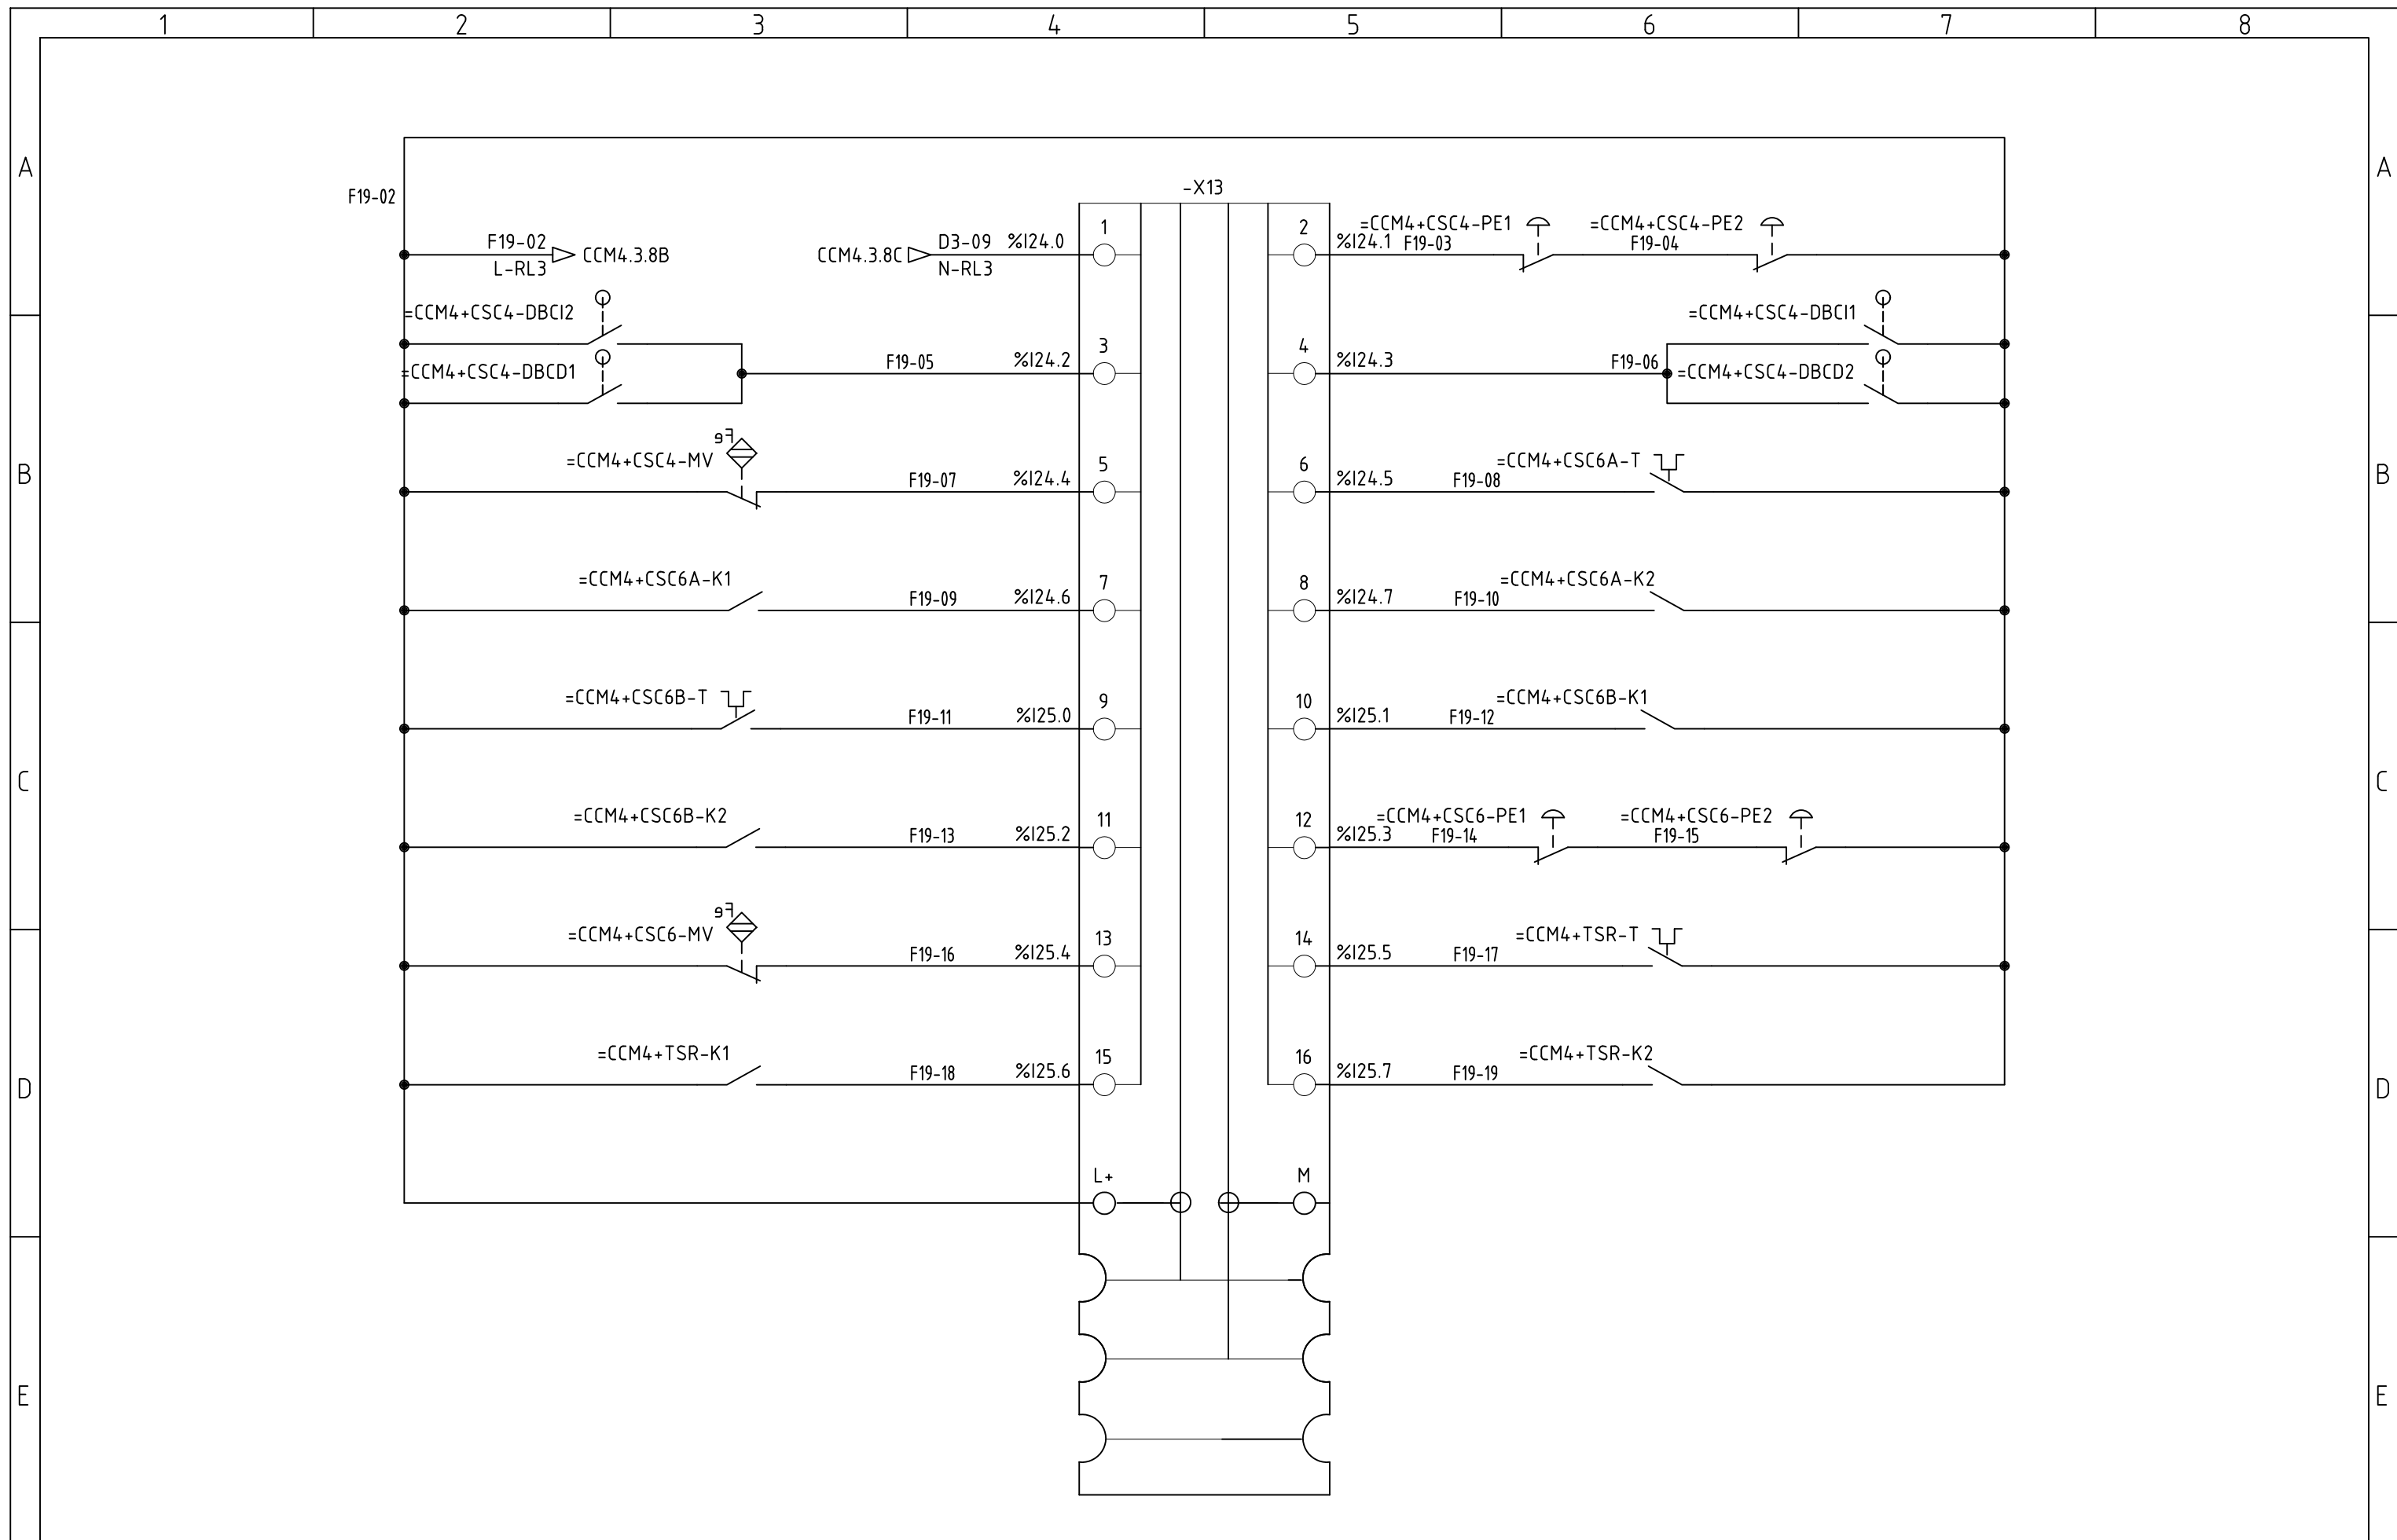 1 2 3 4 5 6 7 8
A A
-X13
F19-02
1 2
=CCM4+CSC4-PE1 =CCM4+CSC4-PE2
F19-02 CCM4.3.8B CCM4.3.8C D3-09 %I24.0 %I24.1 F19-03 F19-04
L-RL3 N-RL3
=CCM4+CSC4-DBCI2 =CCM4+CSC4-DBCI1
3 4
F19-05 %I24.2 %I24.3 F19-06
=CCM4+CSC4-DBCD1 =CCM4+CSC4-DBCD2
Fe
=CCM4+CSC4-MV 5 6 =CCM4+CSC6A-T
B B
F19-07 %I24.4 %I24.5 F19-08
=CCM4+CSC6A-K1 7 8 =CCM4+CSC6A-K2
F19-09 %I24.6 %I24.7 F19-10
=CCM4+CSC6B-T 9 10 =CCM4+CSC6B-K1
F19-11 %I25.0 %I25.1 F19-12
C C
=CCM4+CSC6B-K2 11 12 =CCM4+CSC6-PE1 =CCM4+CSC6-PE2
F19-13 %I25.2 %I25.3 F19-14 F19-15
Fe
=CCM4+CSC6-MV 13 14 =CCM4+TSR-T
F19-16 %I25.4 %I25.5 F19-17
=CCM4+TSR-K1 15 16 =CCM4+TSR-K2
F19-18 %I25.6 %I25.7 F19-19
D D
L+ M
E E